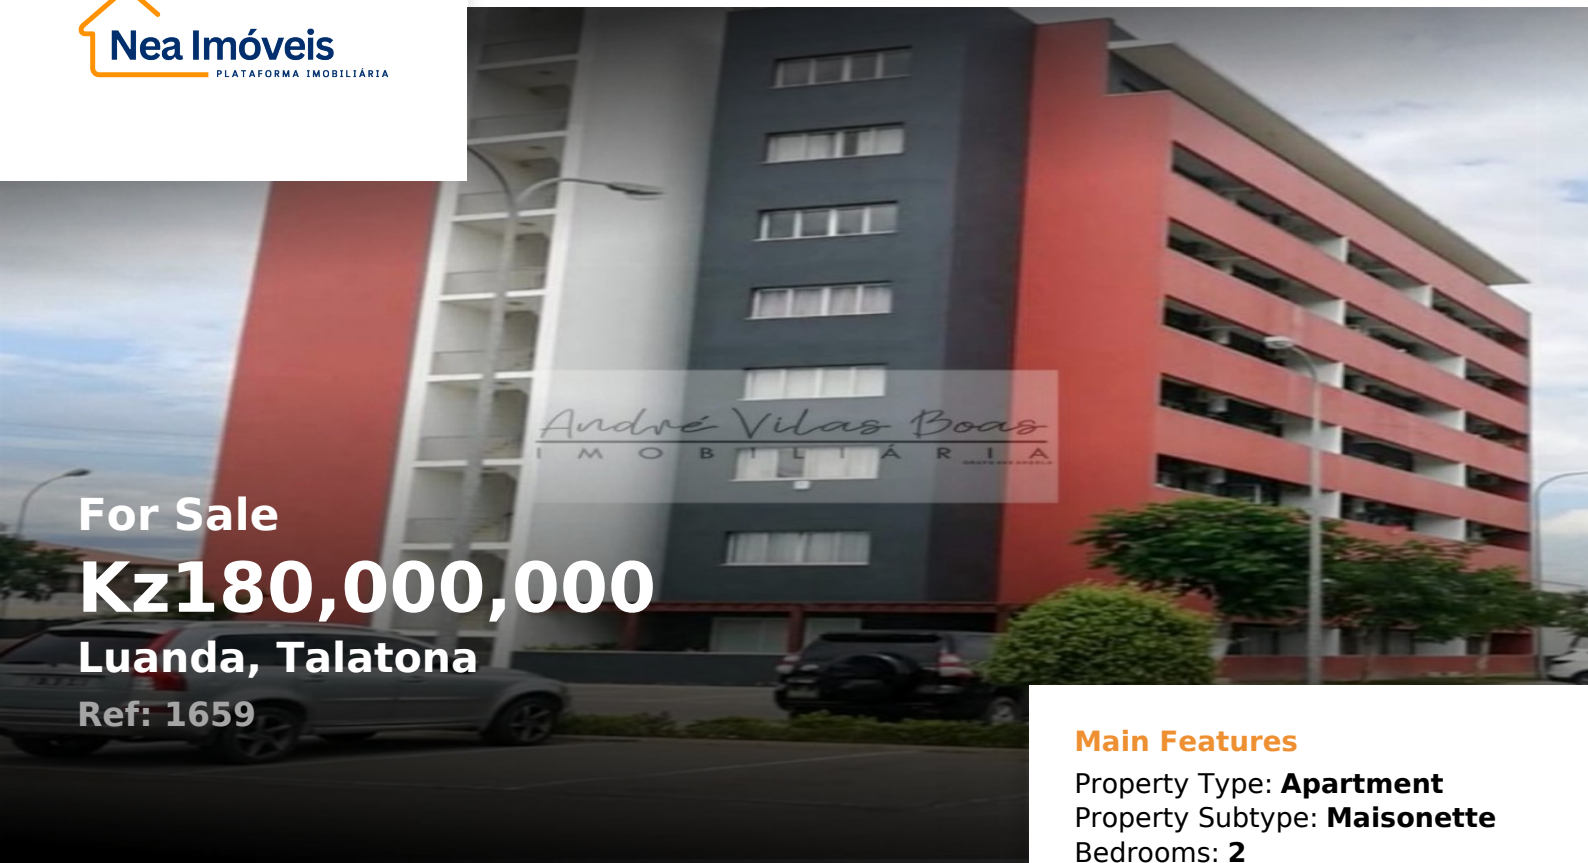 Nea Imóveis
PLATAFORMA IMOBILIÁRIA
André Vilas Boas
IMOBILIÁRIA
For Sale
Kz180,000,000
Luanda, Talatona
Ref: 1659
Main Features
Property Type: Apartment
Property Subtype: Maisonette
Bedrooms: 2